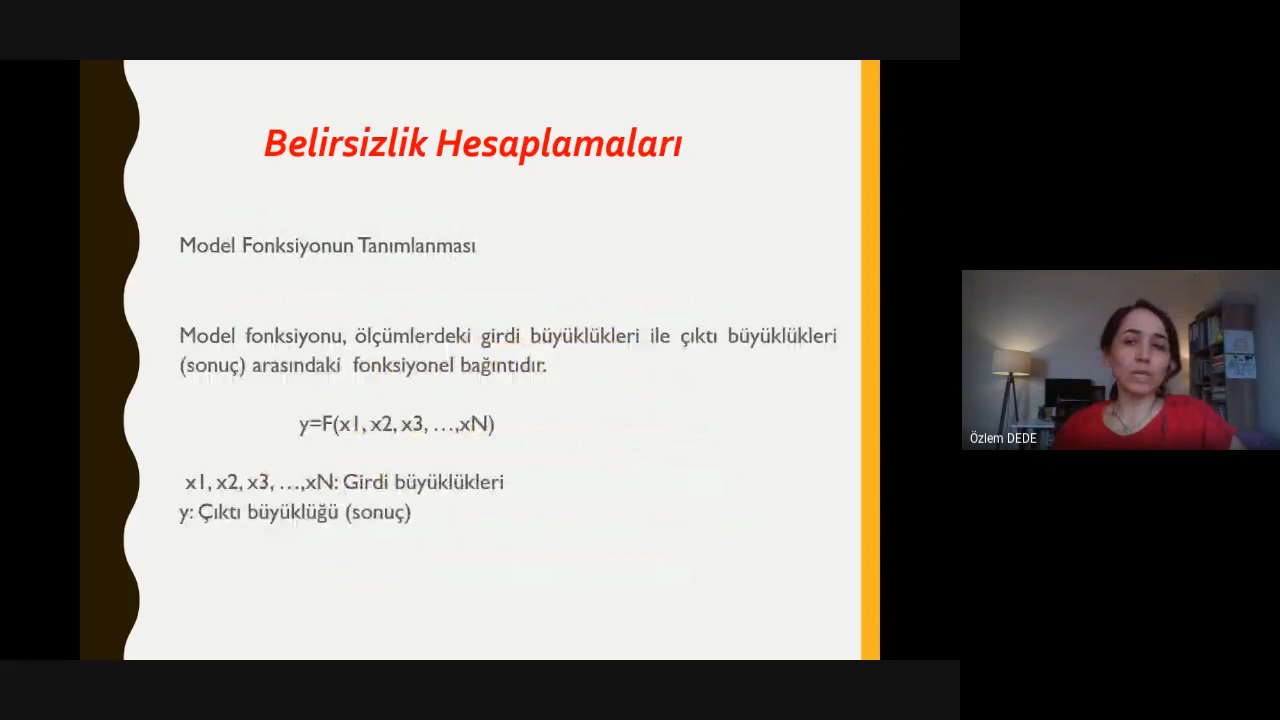 Belirsizlik Hesaplamaları
Model Fonksiyonun Tanımlanması
Model fonksiyonu, ölçümlerdeki girdi büyüklükleri ile çıktı büyüklükleri
(sonuç) arasındaki fonksiyonel bağıntıdır.
y=F(x1, x2, x3, …,xN)
x1, x2, x3, …,xN: Girdi büyüklükleri
y: Çıktı büyüklüğü (sonuç)
Özlem DEDE